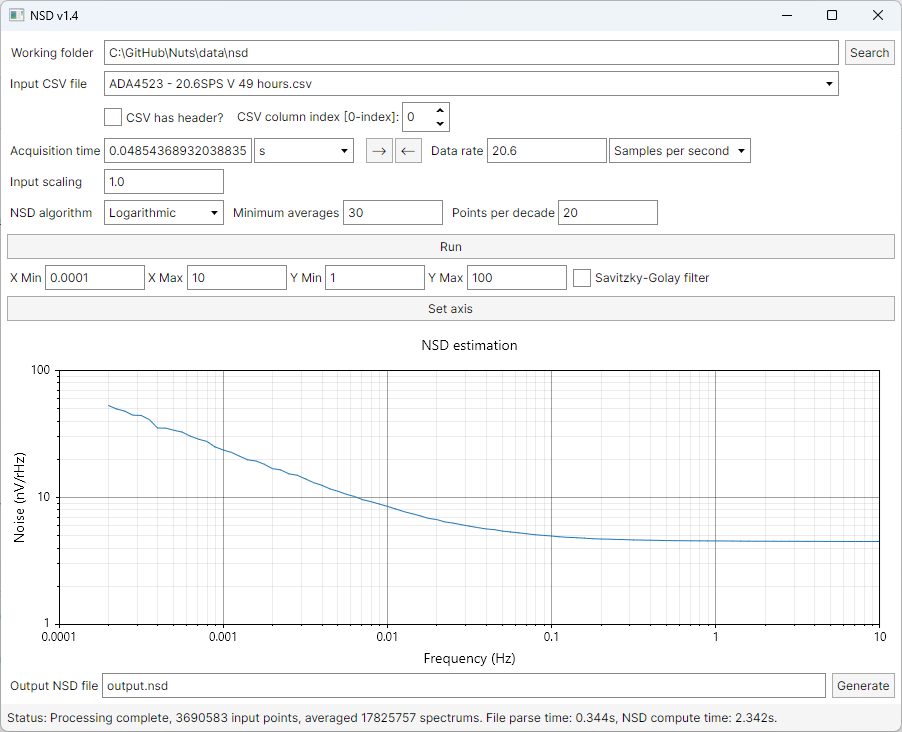 NSD v1.4
Working folder C:\GitHub\Nuts\data\nsd Search
Input CSV file ADA4523 - 20.6SPS V 49 hours.csv
CSV has header? CSV column index [0-index]: 0
Acquisition time 0.04854368932038835 s → ← Data rate 20.6 Samples per second
Input scaling 1.0
NSD algorithm Logarithmic Minimum averages 30 Points per decade 20
Run
X Min 0.0001 X Max 10 Y Min 1 Y Max 100 Savitzky-Golay filter
Set axis
NSD estimation
100
10
1
Noise (nV/rHz)
0.0001 0.001 0.01 0.1 1 10
Frequency (Hz)
Output NSD file output.nsd Generate
Status: Processing complete, 3690583 input points, averaged 17825757 spectrums. File parse time: 0.344s, NSD compute time: 2.342s.